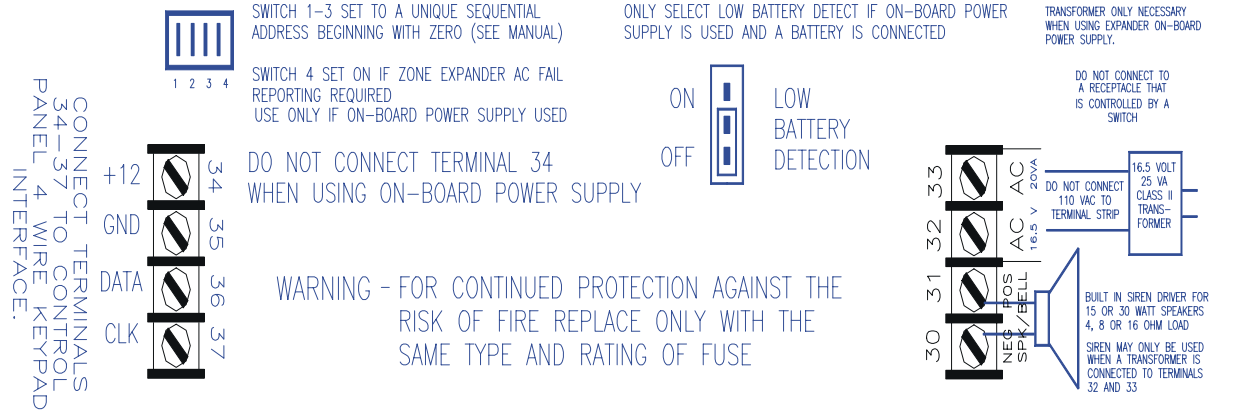 SWITCH 1-3 SET TO A UNIQUE SEQUENTIAL
ADDRESS BEGINNING WITH ZERO (SEE MANUAL)
1 2 3 4
SWITCH 4 SET ON IF ZONE EXPANDER AC FAIL
REPORTING REQUIRED
USE ONLY IF ON-BOARD POWER SUPPLY USED
ONLY SELECT LOW BATTERY DETECT IF ON-BOARD POWER
SUPPLY IS USED AND A BATTERY IS CONNECTED
ON
OFF
LOW
BATTERY
DETECTION
TRANSFORMER ONLY NECESSARY
WHEN USING EXPANDER ON-BOARD
POWER SUPPLY.
DO NOT CONNECT TO
A RECEPTACLE THAT
IS CONTROLLED BY A
SWITCH
CONNECT TERMINALS
34-37 TO CONTROL
PANEL 4 WIRE KEYPAD
INTERFACE.
+12
GND
DATA
CLK
34
35
36
37
DO NOT CONNECT TERMINAL 34
WHEN USING ON-BOARD POWER SUPPLY
WARNING - FOR CONTINUED PROTECTION AGAINST THE
RISK OF FIRE REPLACE ONLY WITH THE
SAME TYPE AND RATING OF FUSE
33
32
31
30
AC
AC
16.5 V 20VA
NEG POS
SPK/BELL
DO NOT CONNECT
110 VAC TO
TERMINAL STRIP
16.5 VOLT
25 VA
CLASS II
TRANS-
FORMER
BUILT IN SIREN DRIVER FOR
15 OR 30 WATT SPEAKERS
4, 8 OR 16 OHM LOAD
SIREN MAY ONLY BE USED
WHEN A TRANSFORMER IS
CONNECTED TO TERMINALS
32 AND 33